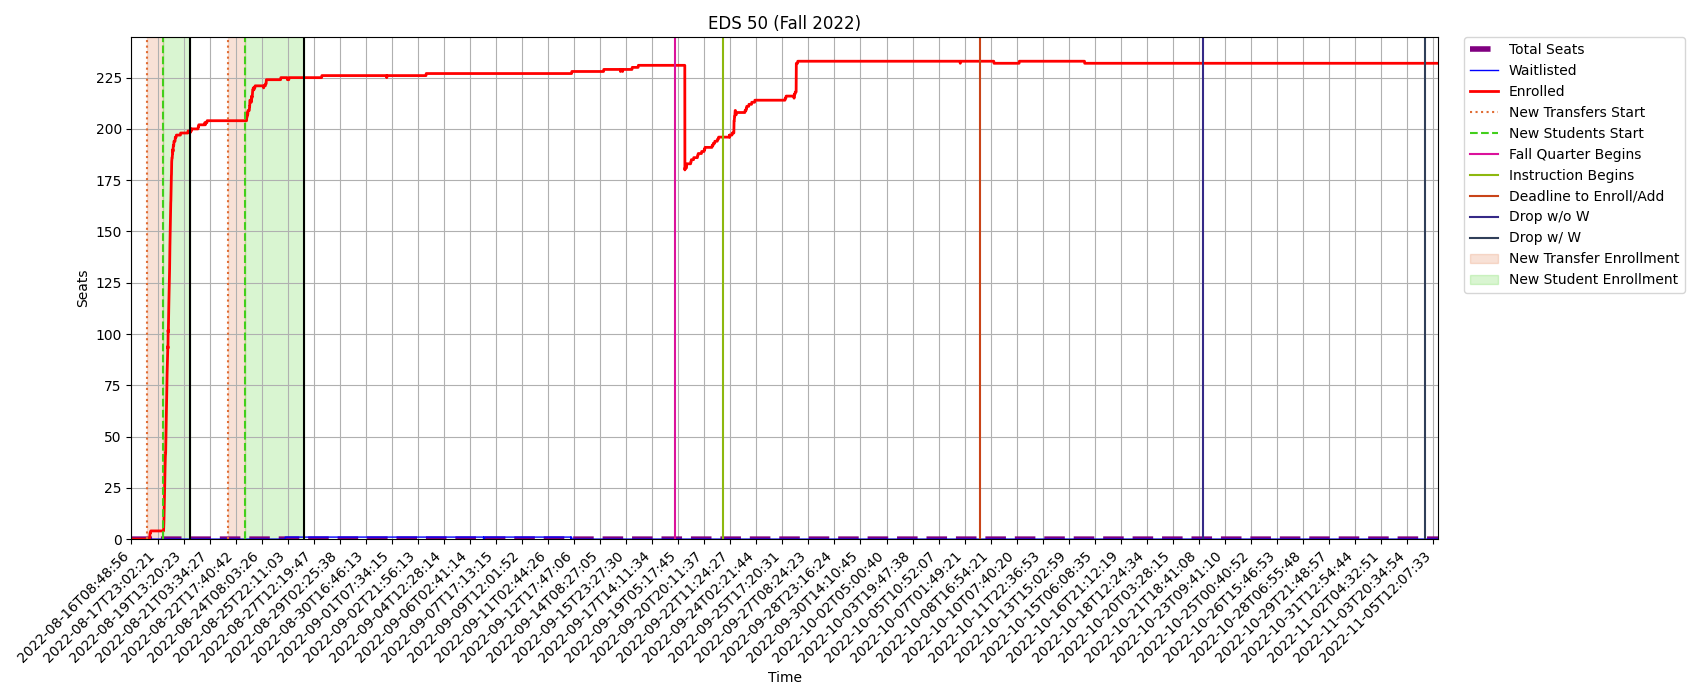 EDS 50 (Fall 2022)
Seats
225
200
175
150
125
100
75
50
25
0
2022-08-16T08:48:56
2022-08-17T23:02:21
2022-08-19T13:20:23
2022-08-21T03:34:27
2022-08-22T17:40:42
2022-08-24T08:03:26
2022-08-25T22:11:03
2022-08-27T12:19:47
2022-08-29T02:25:38
2022-08-30T16:46:13
2022-09-01T07:34:15
2022-09-02T21:56:13
2022-09-04T12:28:14
2022-09-06T02:41:14
2022-09-07T17:13:15
2022-09-09T12:01:52
2022-09-11T02:44:26
2022-09-12T17:47:06
2022-09-14T08:27:05
2022-09-15T23:27:30
2022-09-17T14:11:34
2022-09-19T05:17:45
2022-09-20T20:11:37
2022-09-22T11:24:27
2022-09-24T02:21:44
2022-09-25T17:20:31
2022-09-27T08:24:23
2022-09-28T23:16:24
2022-09-30T14:10:45
2022-10-02T05:00:40
2022-10-03T19:47:38
2022-10-05T10:52:07
2022-10-07T01:49:21
2022-10-08T16:54:21
2022-10-10T07:40:20
2022-10-11T22:36:53
2022-10-13T15:02:59
2022-10-15T06:08:35
2022-10-16T21:12:19
2022-10-18T12:24:34
2022-10-20T03:28:15
2022-10-21T18:41:08
2022-10-23T09:41:10
2022-10-25T00:40:52
2022-10-26T15:46:53
2022-10-28T06:55:48
2022-10-29T21:48:57
2022-10-31T12:54:44
2022-11-02T04:32:51
2022-11-03T20:34:54
2022-11-05T12:07:33
Time
Total Seats
Waitlisted
Enrolled
New Transfers Start
New Students Start
Fall Quarter Begins
Instruction Begins
Deadline to Enroll/Add
Drop w/o W
Drop w/ W
New Transfer Enrollment
New Student Enrollment